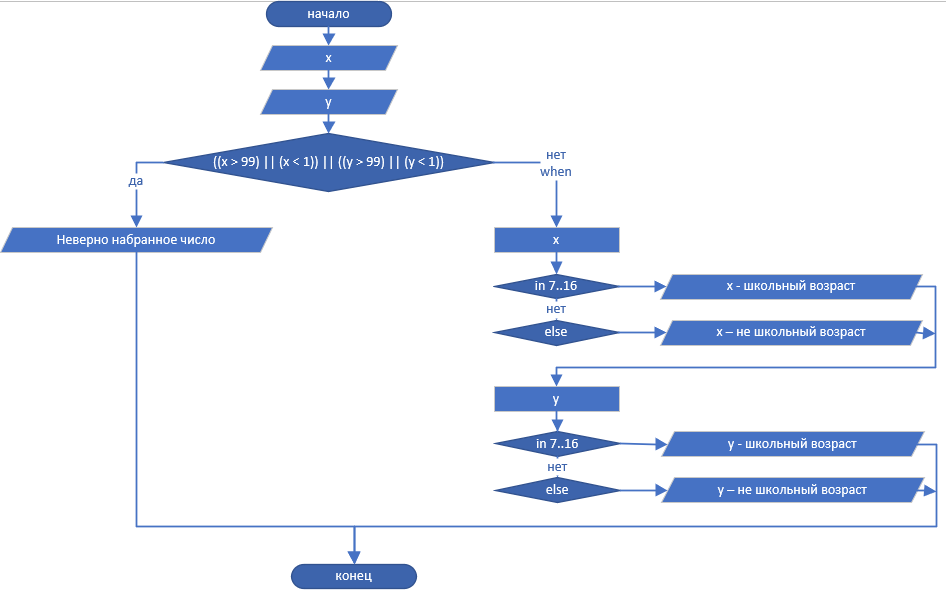 начало
x
y
((x > 99) || (x < 1)) || ((y > 99) || (y < 1))
да
нет
when
Неверно набранное число
x
in 7..16
x - школьный возраст
нет
else
x – не школьный возраст
y
in 7..16
y - школьный возраст
нет
else
y – не школьный возраст
конец